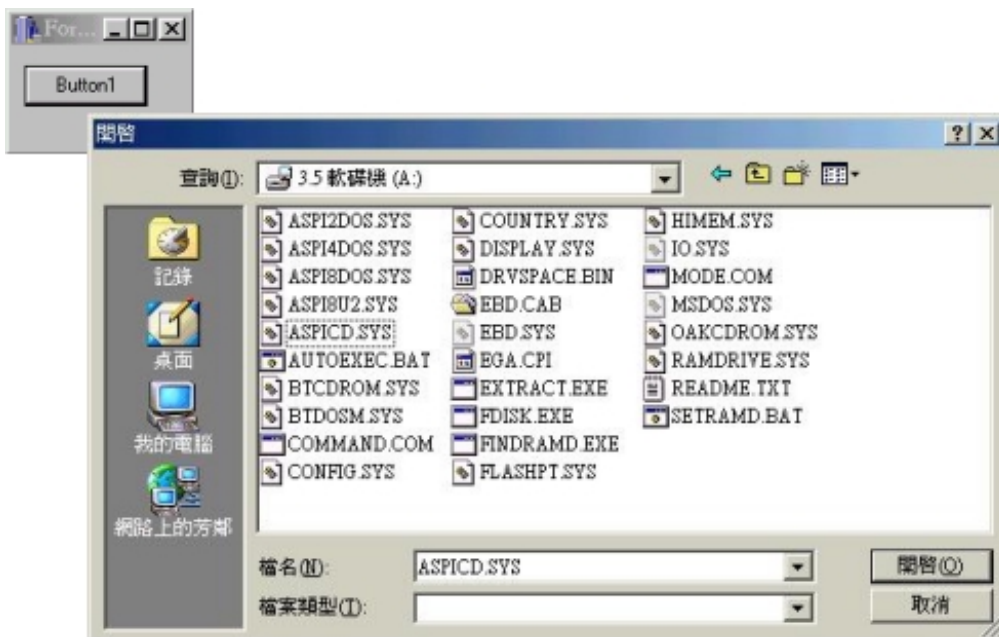 For...
Button1
開啓
查詢(I):
3.5 軟碟機 (A:)
記錄
桌面
我的電腦
網路上的芳鄰
ASPI2DOS.SYS
ASPI4DOS.SYS
ASPI8DOS.SYS
ASPI8U2.SYS
ASPICD.SYS
AUTOEXEC.BAT
BTCDROM.SYS
BTDOSM.SYS
COMMAND.COM
CONFIG.SYS
COUNTRY.SYS
DISPLAY.SYS
DRVSPACE.BIN
EBD.CAB
EBD.SYS
EGA.CPI
EXTRACT.EXE
FDISK.EXE
FINDRAMD.EXE
FLASHPT.SYS
HIMEM.SYS
IO.SYS
MODE.COM
MSDOS.SYS
OAKCDROM.SYS
RAMDRIVE.SYS
README.TXT
SETRAMD.BAT
檔名(N):
ASPICD.SYS
開啓(O)
檔案類型(T):
取消